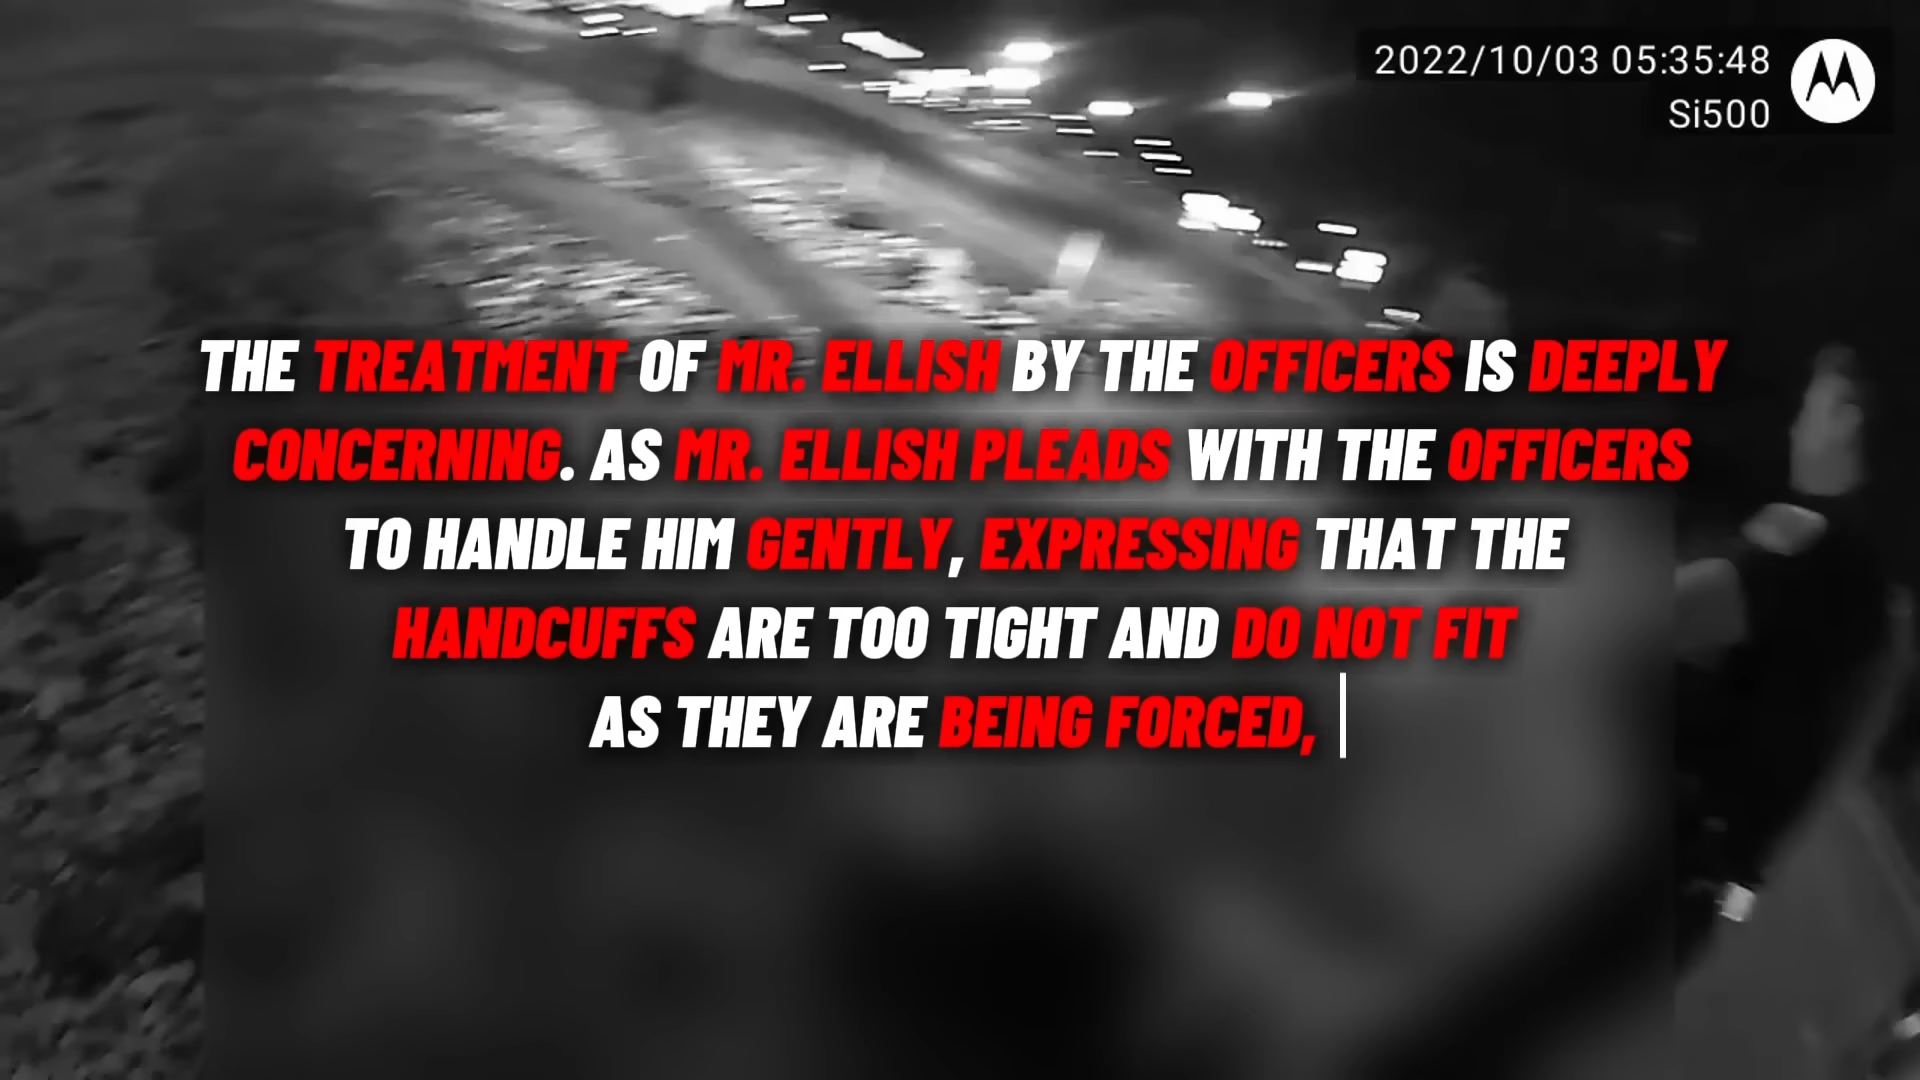 2022/10/03 05:35:48
Si500
THE TREATMENT OF MR. ELLISH BY THE OFFICERS IS DEEPLY
CONCERNING. AS MR. ELLISH PLEADS WITH THE OFFICERS
TO HANDLE HIM GENTLY, EXPRESSING THAT THE
HANDCUFFS ARE TOO TIGHT AND DO NOT FIT
AS THEY ARE BEING FORCED,